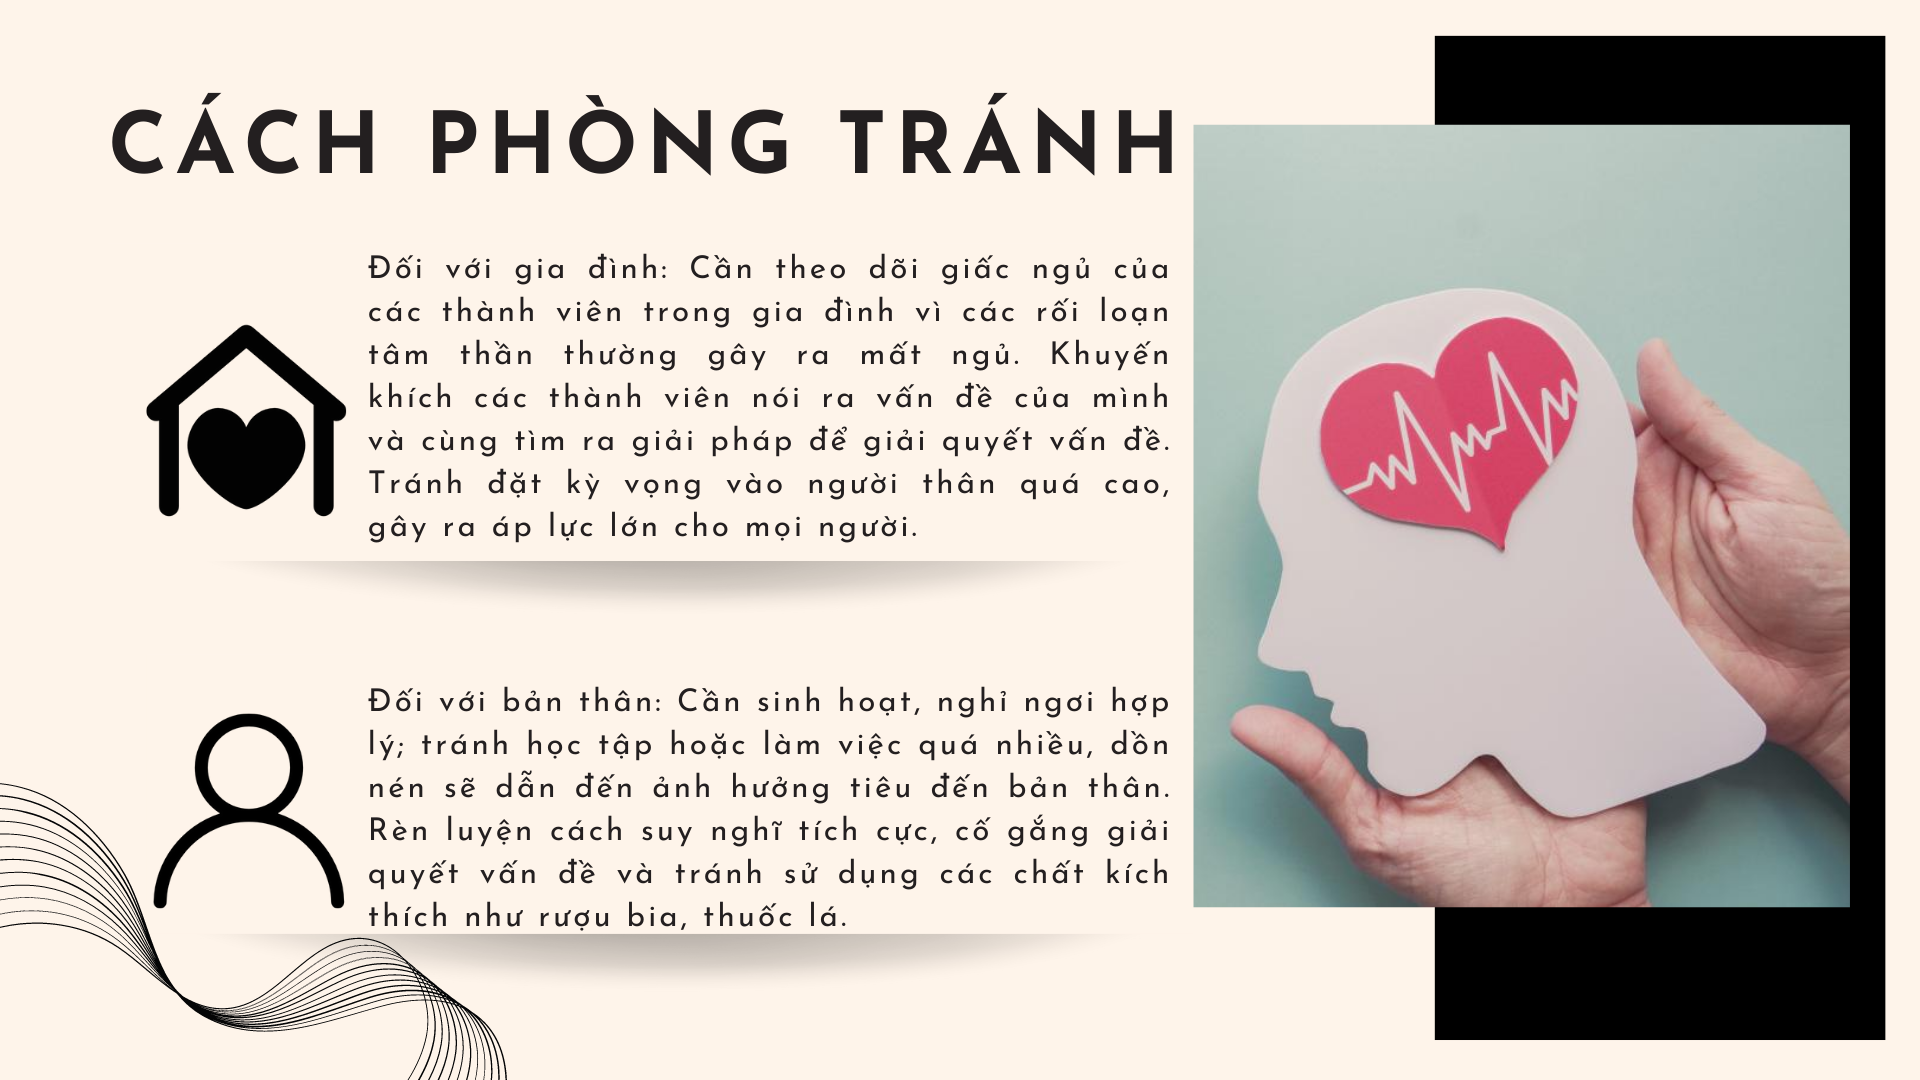 CÁCH PHÒNG TRÁNH
Đối với gia đình: Cần theo dõi giấc ngủ của
các thành viên trong gia đình vì các rối loạn
tâm thần thường gây ra mất ngủ. Khuyến
khích các thành viên nói ra vấn đề của mình
và cùng tìm ra giải pháp để giải quyết vấn đề.
Tránh đặt kỳ vọng vào người thân quá cao,
gây ra áp lực lớn cho mọi người.
Đối với bản thân: Cần sinh hoạt, nghỉ ngơi hợp
lý; tránh học tập hoặc làm việc quá nhiều, dồn
nén sẽ dẫn đến ảnh hưởng tiêu đến bản thân.
Rèn luyện cách suy nghĩ tích cực, cố gắng giải
quyết vấn đề và tránh sử dụng các chất kích
thích như rượu bia, thuốc lá.